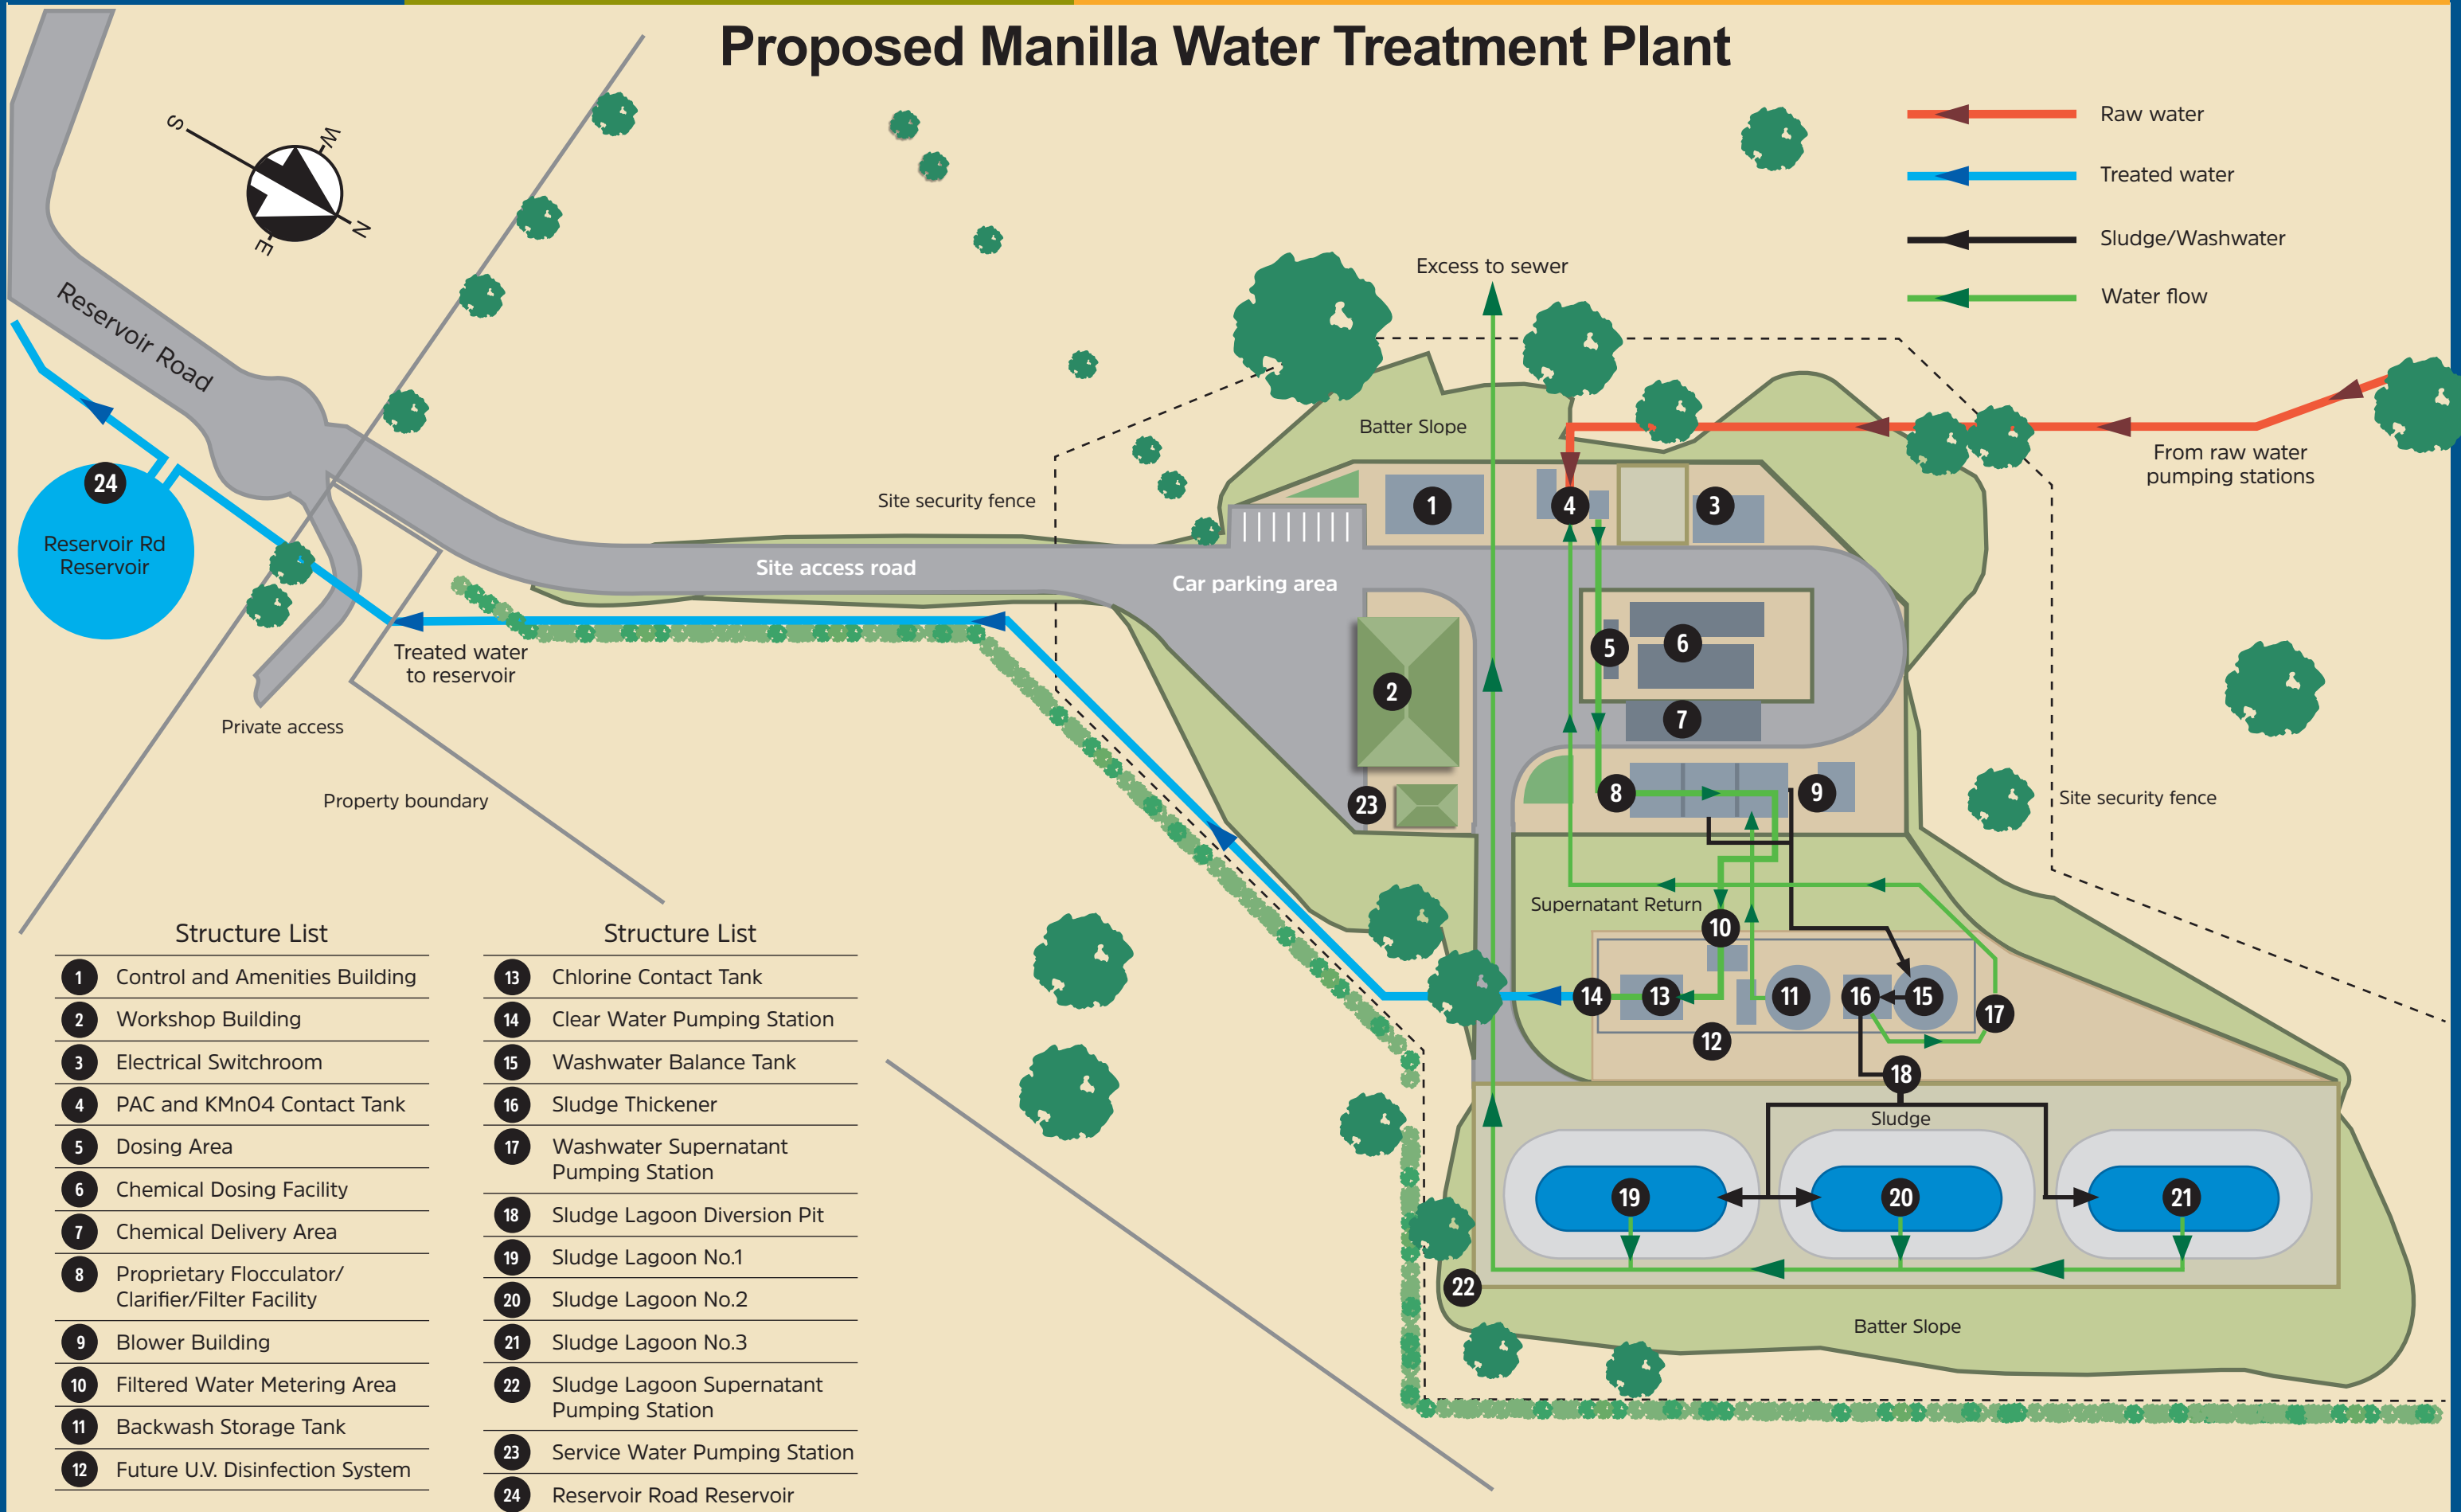 Proposed Manilla Water Treatment Plant
Raw water
Treated water
Sludge/Washwater
Water flow
S
W
N
E
Reservoir Road
Excess to sewer
Batter Slope
From raw water
pumping stations
Site security fence
24
Reservoir Rd
Reservoir
1
4
3
Site access road
Car parking area
5
6
2
7
Treated water
to reservoir
Private access
Property boundary
23
8
9
Site security fence
Supernatant Return
10
14
13
11
16
15
17
12
18
Sludge
19
20
21
22
Batter Slope
Structure List
1 Control and Amenities Building
2 Workshop Building
3 Electrical Switchroom
4 PAC and KMn04 Contact Tank
5 Dosing Area
6 Chemical Dosing Facility
7 Chemical Delivery Area
8 Proprietary Flocculator/
Clarifier/Filter Facility
9 Blower Building
10 Filtered Water Metering Area
11 Backwash Storage Tank
12 Future U.V. Disinfection System
Structure List
13 Chlorine Contact Tank
14 Clear Water Pumping Station
15 Washwater Balance Tank
16 Sludge Thickener
17 Washwater Supernatant
Pumping Station
18 Sludge Lagoon Diversion Pit
19 Sludge Lagoon No.1
20 Sludge Lagoon No.2
21 Sludge Lagoon No.3
22 Sludge Lagoon Supernatant
Pumping Station
23 Service Water Pumping Station
24 Reservoir Road Reservoir